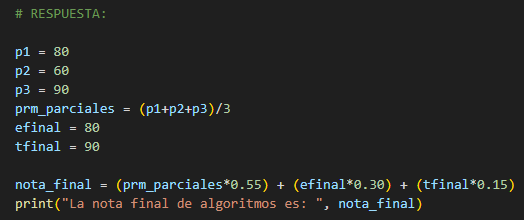 # RESPUESTA:
p1 = 80
p2 = 60
p3 = 90
prm_parciales = (p1+p2+p3)/3
efinal = 80
tfinal = 90
nota_final = (prm_parciales*0.55) + (efinal*0.30) + (tfinal*0.15)
print("La nota final de algoritmos es: ", nota_final)